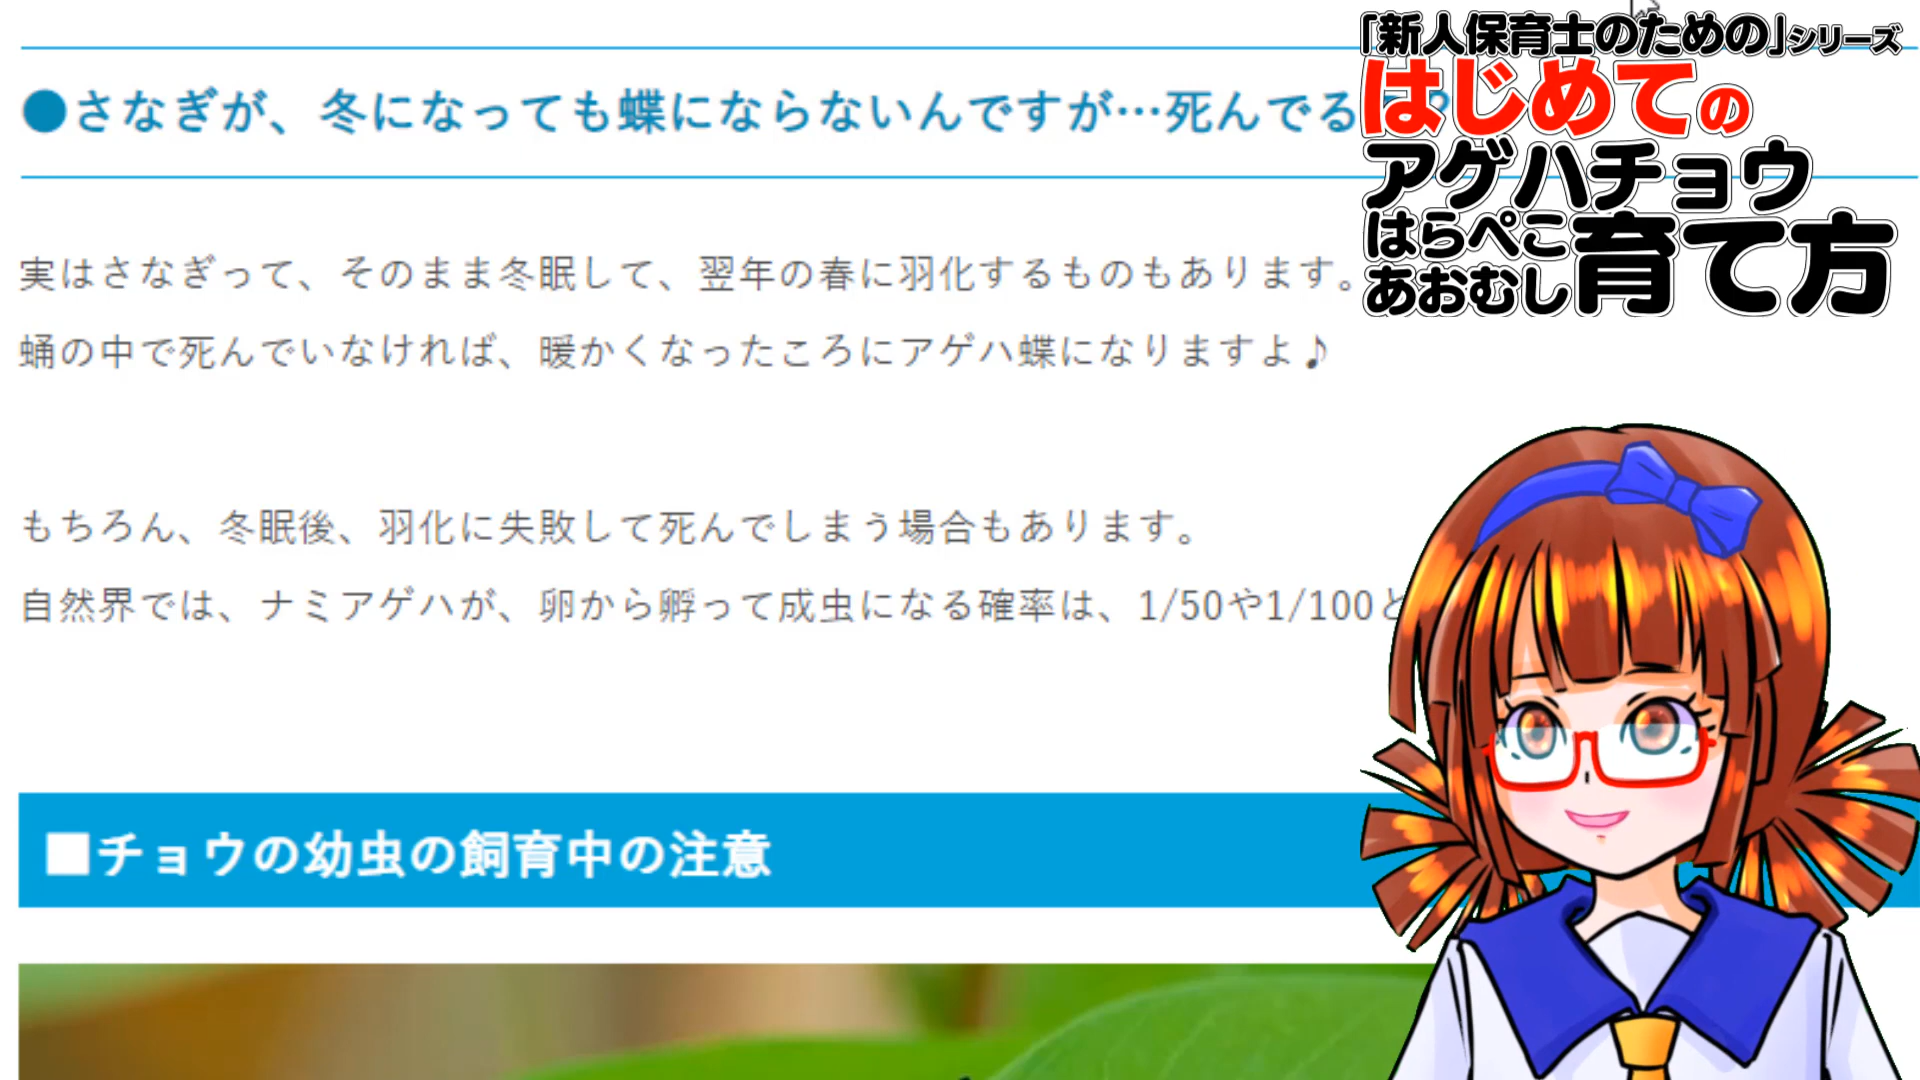 「新人保育士のための」シリーズ
はじめての
アゲハチョウ
はらぺこ
あおむし育て方
●さなぎが、冬になっても蝶にならないんですが…死んでる
実はさなぎって、そのまま冬眠して、翌年の春に羽化するものもあります。
蛹の中で死んでいなければ、暖かくなったころにアゲハ蝶になりますよ♪
もちろん、冬眠後、羽化に失敗して死んでしまう場合もあります。
自然界では、ナミアゲハが、卵から孵って成虫になる確率は、1/50や1/100と
■チョウの幼虫の飼育中の注意